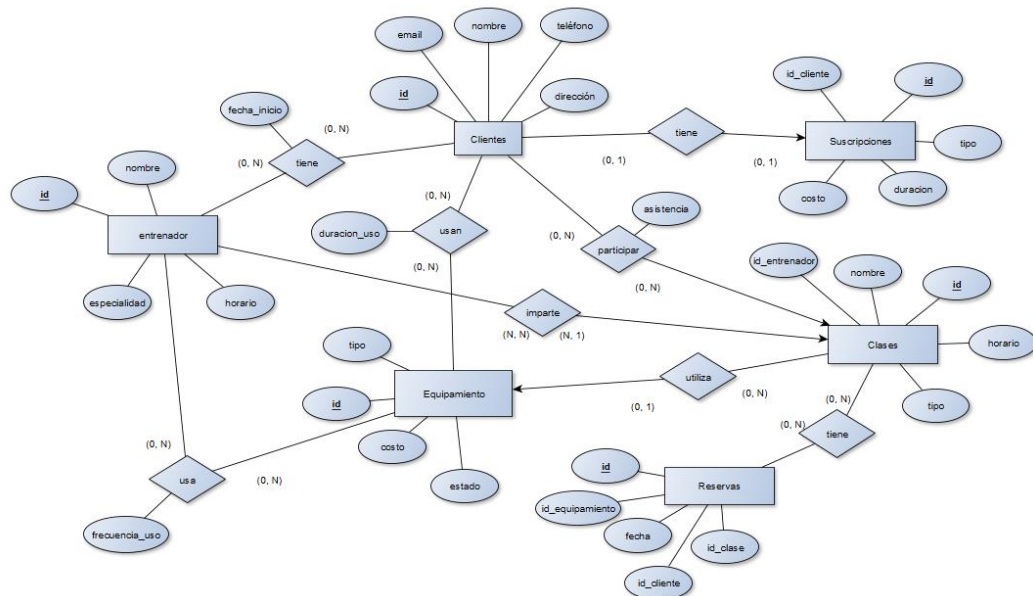 nombre
teléfono
email
id_cliente
id
id
dirección
fecha_inicio
(0, N)
Clientes
tiene
Suscripciones
tipo
nombre
(0, N)
tiene
(0, 1)
(0, 1)
id
costo
duracion
(0, N)
asistencia
entrenador
duracion_uso
usan
(0, N)
participar
id_entrenador
nombre
(0, N)
id
especialidad
horario
(0, N)
imparte
(N, N)
(N, 1)
Clases
horario
tipo
utiliza
Equipamiento
id
(0, 1)
(0, N)
(0, N)
tipo
(0, N)
tiene
costo
(0, N)
estado
id
Reservas
usa
(0, N)
id_equipamiento
frecuencia_uso
fecha
id_clase
id_cliente